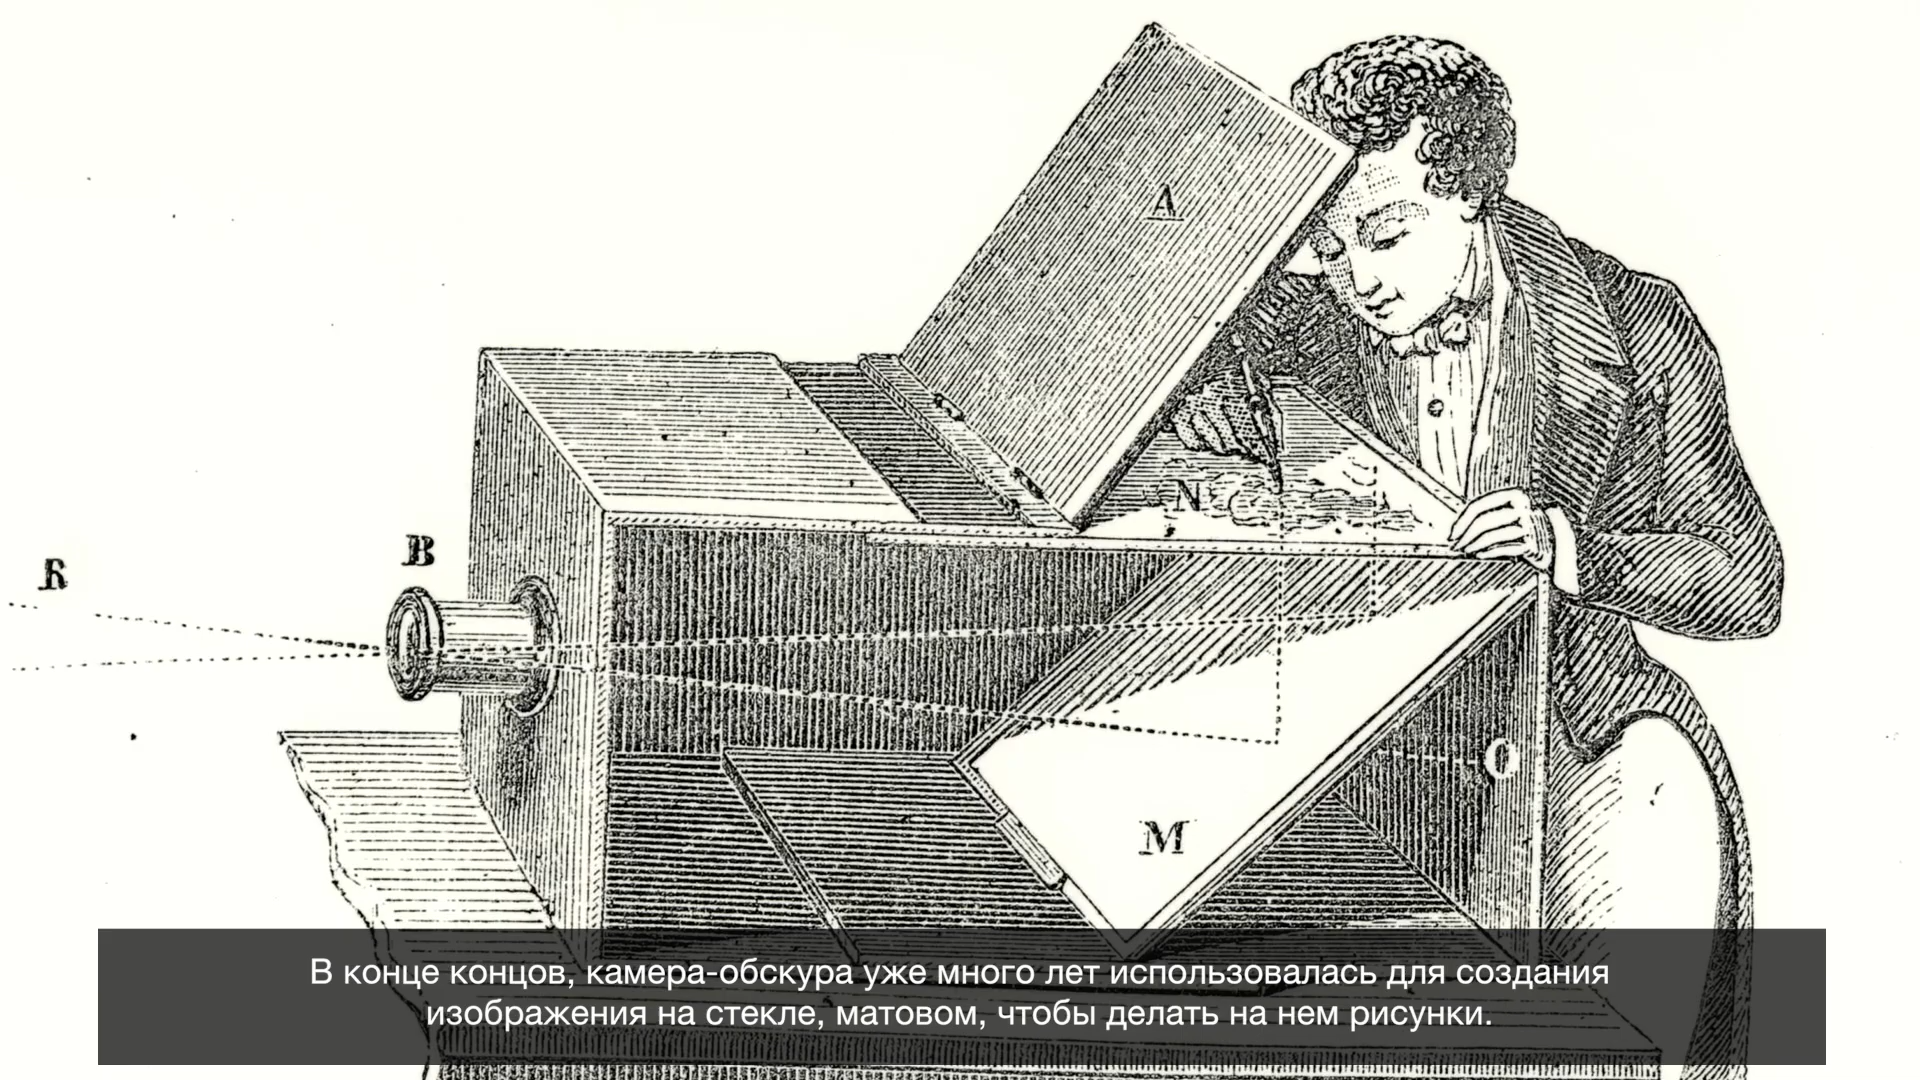 A
N
B
R
O
M
В конце концов, камера-обскура уже много лет использовалась для создания
изображения на стекле, матовом, чтобы делать на нем рисунки.